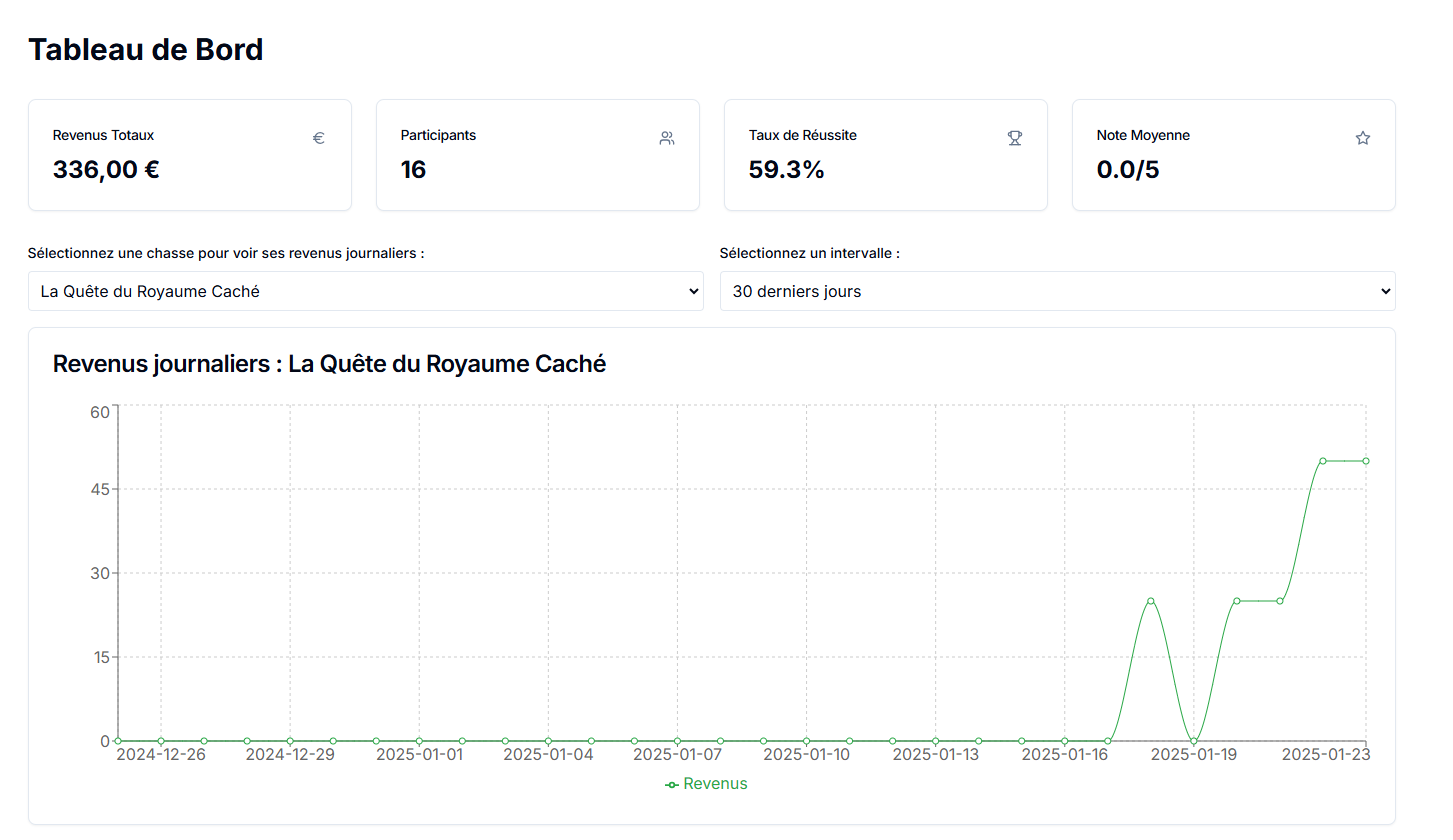 Tableau de Bord
Revenus Totaux
336,00 €
Participants
16
Taux de Réussite
59.3%
Note Moyenne
0.0/5
Sélectionnez une chasse pour voir ses revenus journaliers :
La Quête du Royaume Caché
Sélectionnez un intervalle :
30 derniers jours
Revenus journaliers : La Quête du Royaume Caché
60
45
30
15
0
2024-12-26 2024-12-29 2025-01-01 2025-01-04 2025-01-07 2025-01-10 2025-01-13 2025-01-16 2025-01-19 2025-01-23
Revenus